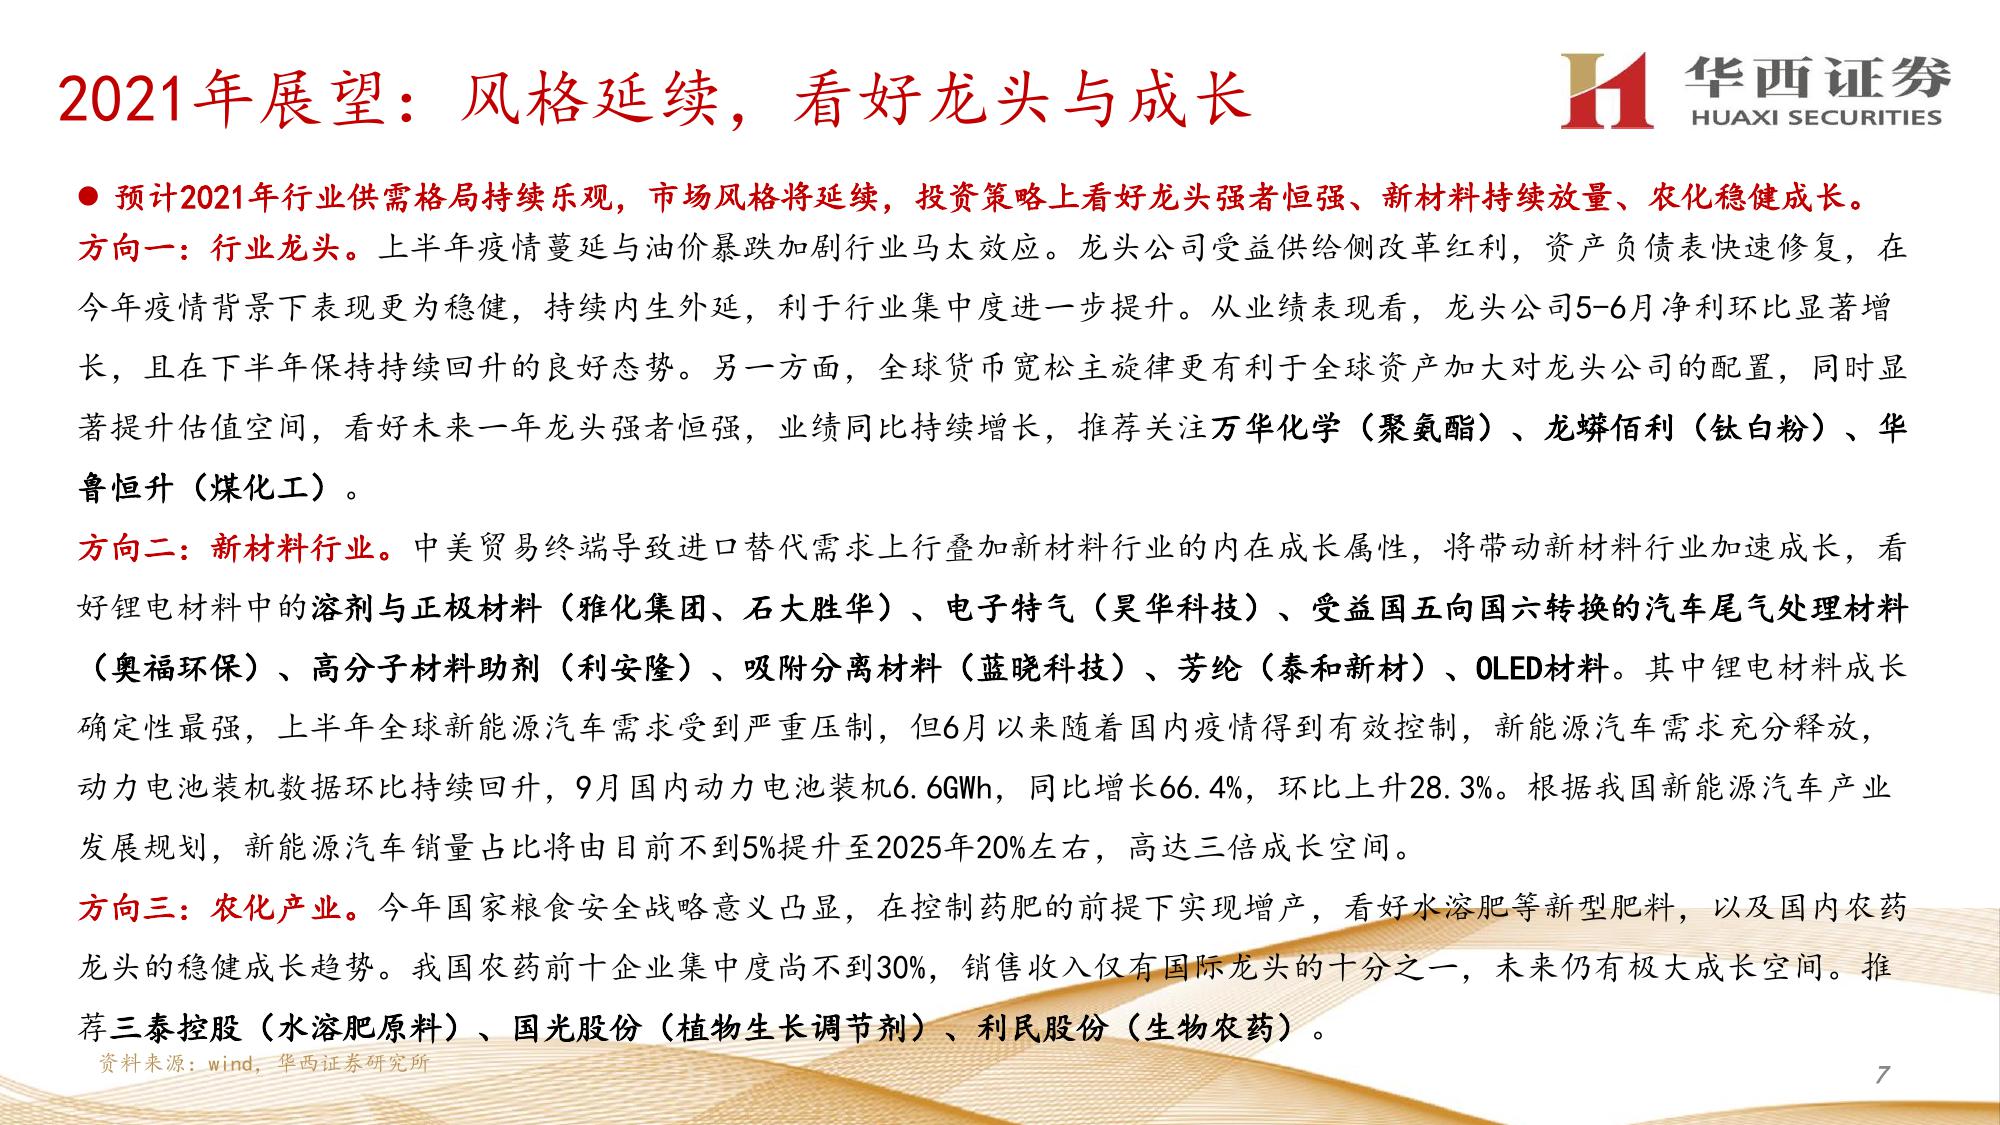 2021年展望：风格延续，看好龙头与成长
华西证券
HUAXI SECURITIES
● 预计2021年行业供需格局持续乐观，市场风格将延续，投资策略上看好龙头强者恒强、新材料持续放量、农化稳健成长。
方向一：行业龙头。上半年疫情蔓延与油价暴跌加剧行业马太效应。龙头公司受益供给侧改革红利，资产负债表快速修复，在
今年疫情背景下表现更为稳健，持续内生外延，利于行业集中度进一步提升。从业绩表现看，龙头公司5-6月净利环比显著增
长，且在下半年保持持续回升的良好态势。另一方面，全球货币宽松主旋律更有利于全球资产加大对龙头公司的配置，同时显
著提升估值空间，看好未来一年龙头强者恒强，业绩同比持续增长，推荐关注万华化学（聚氨酯）、龙蟒佰利（钛白粉）、华
鲁恒升（煤化工）。
方向二：新材料行业。中美贸易终端导致进口替代需求上行叠加新材料行业的内在成长属性，将带动新材料行业加速成长，看
好锂电材料中的溶剂与正极材料（雅化集团、石大胜华）、电子特气（昊华科技）、受益国五向国六转换的汽车尾气处理材料
（奥福环保）、高分子材料助剂（利安隆）、吸附分离材料（蓝晓科技）、芳纶（泰和新材）、OLED材料。其中锂电材料成长
确定性最强，上半年全球新能源汽车需求受到严重压制，但6月以来随着国内疫情得到有效控制，新能源汽车需求充分释放，
动力电池装机数据环比持续回升，9月国内动力电池装机6.6GWh，同比增长66.4%，环比上升28.3%。根据我国新能源汽车产业
发展规划，新能源汽车销量占比将由目前不到5%提升至2025年20%左右，高达三倍成长空间。
方向三：农化产业。今年国家粮食安全战略意义凸显，在控制药肥的前提下实现增产，看好水溶肥等新型肥料，以及国内农药
龙头的稳健成长趋势。我国农药前十企业集中度尚不到30%，销售收入仅有国际龙头的十分之一，未来仍有极大成长空间。推
荐三泰控股（水溶肥原料）、国光股份（植物生长调节剂）、利民股份（生物农药）。
资料来源：wind，华西证券研究所
7